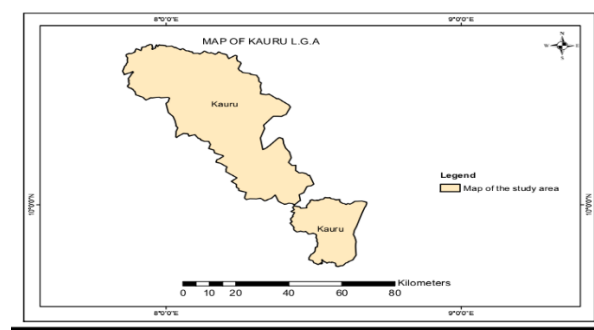 8°0'0"E
9°0'0"E
MAP OF KAURU L.G.A
N
W
E
S
Kauru
Legend
Map of the study area
10°0'0"N
10°0'0"N
Kauru
Kilometers
0 10 20 40 60 80
8°0'0"E
9°0'0"E